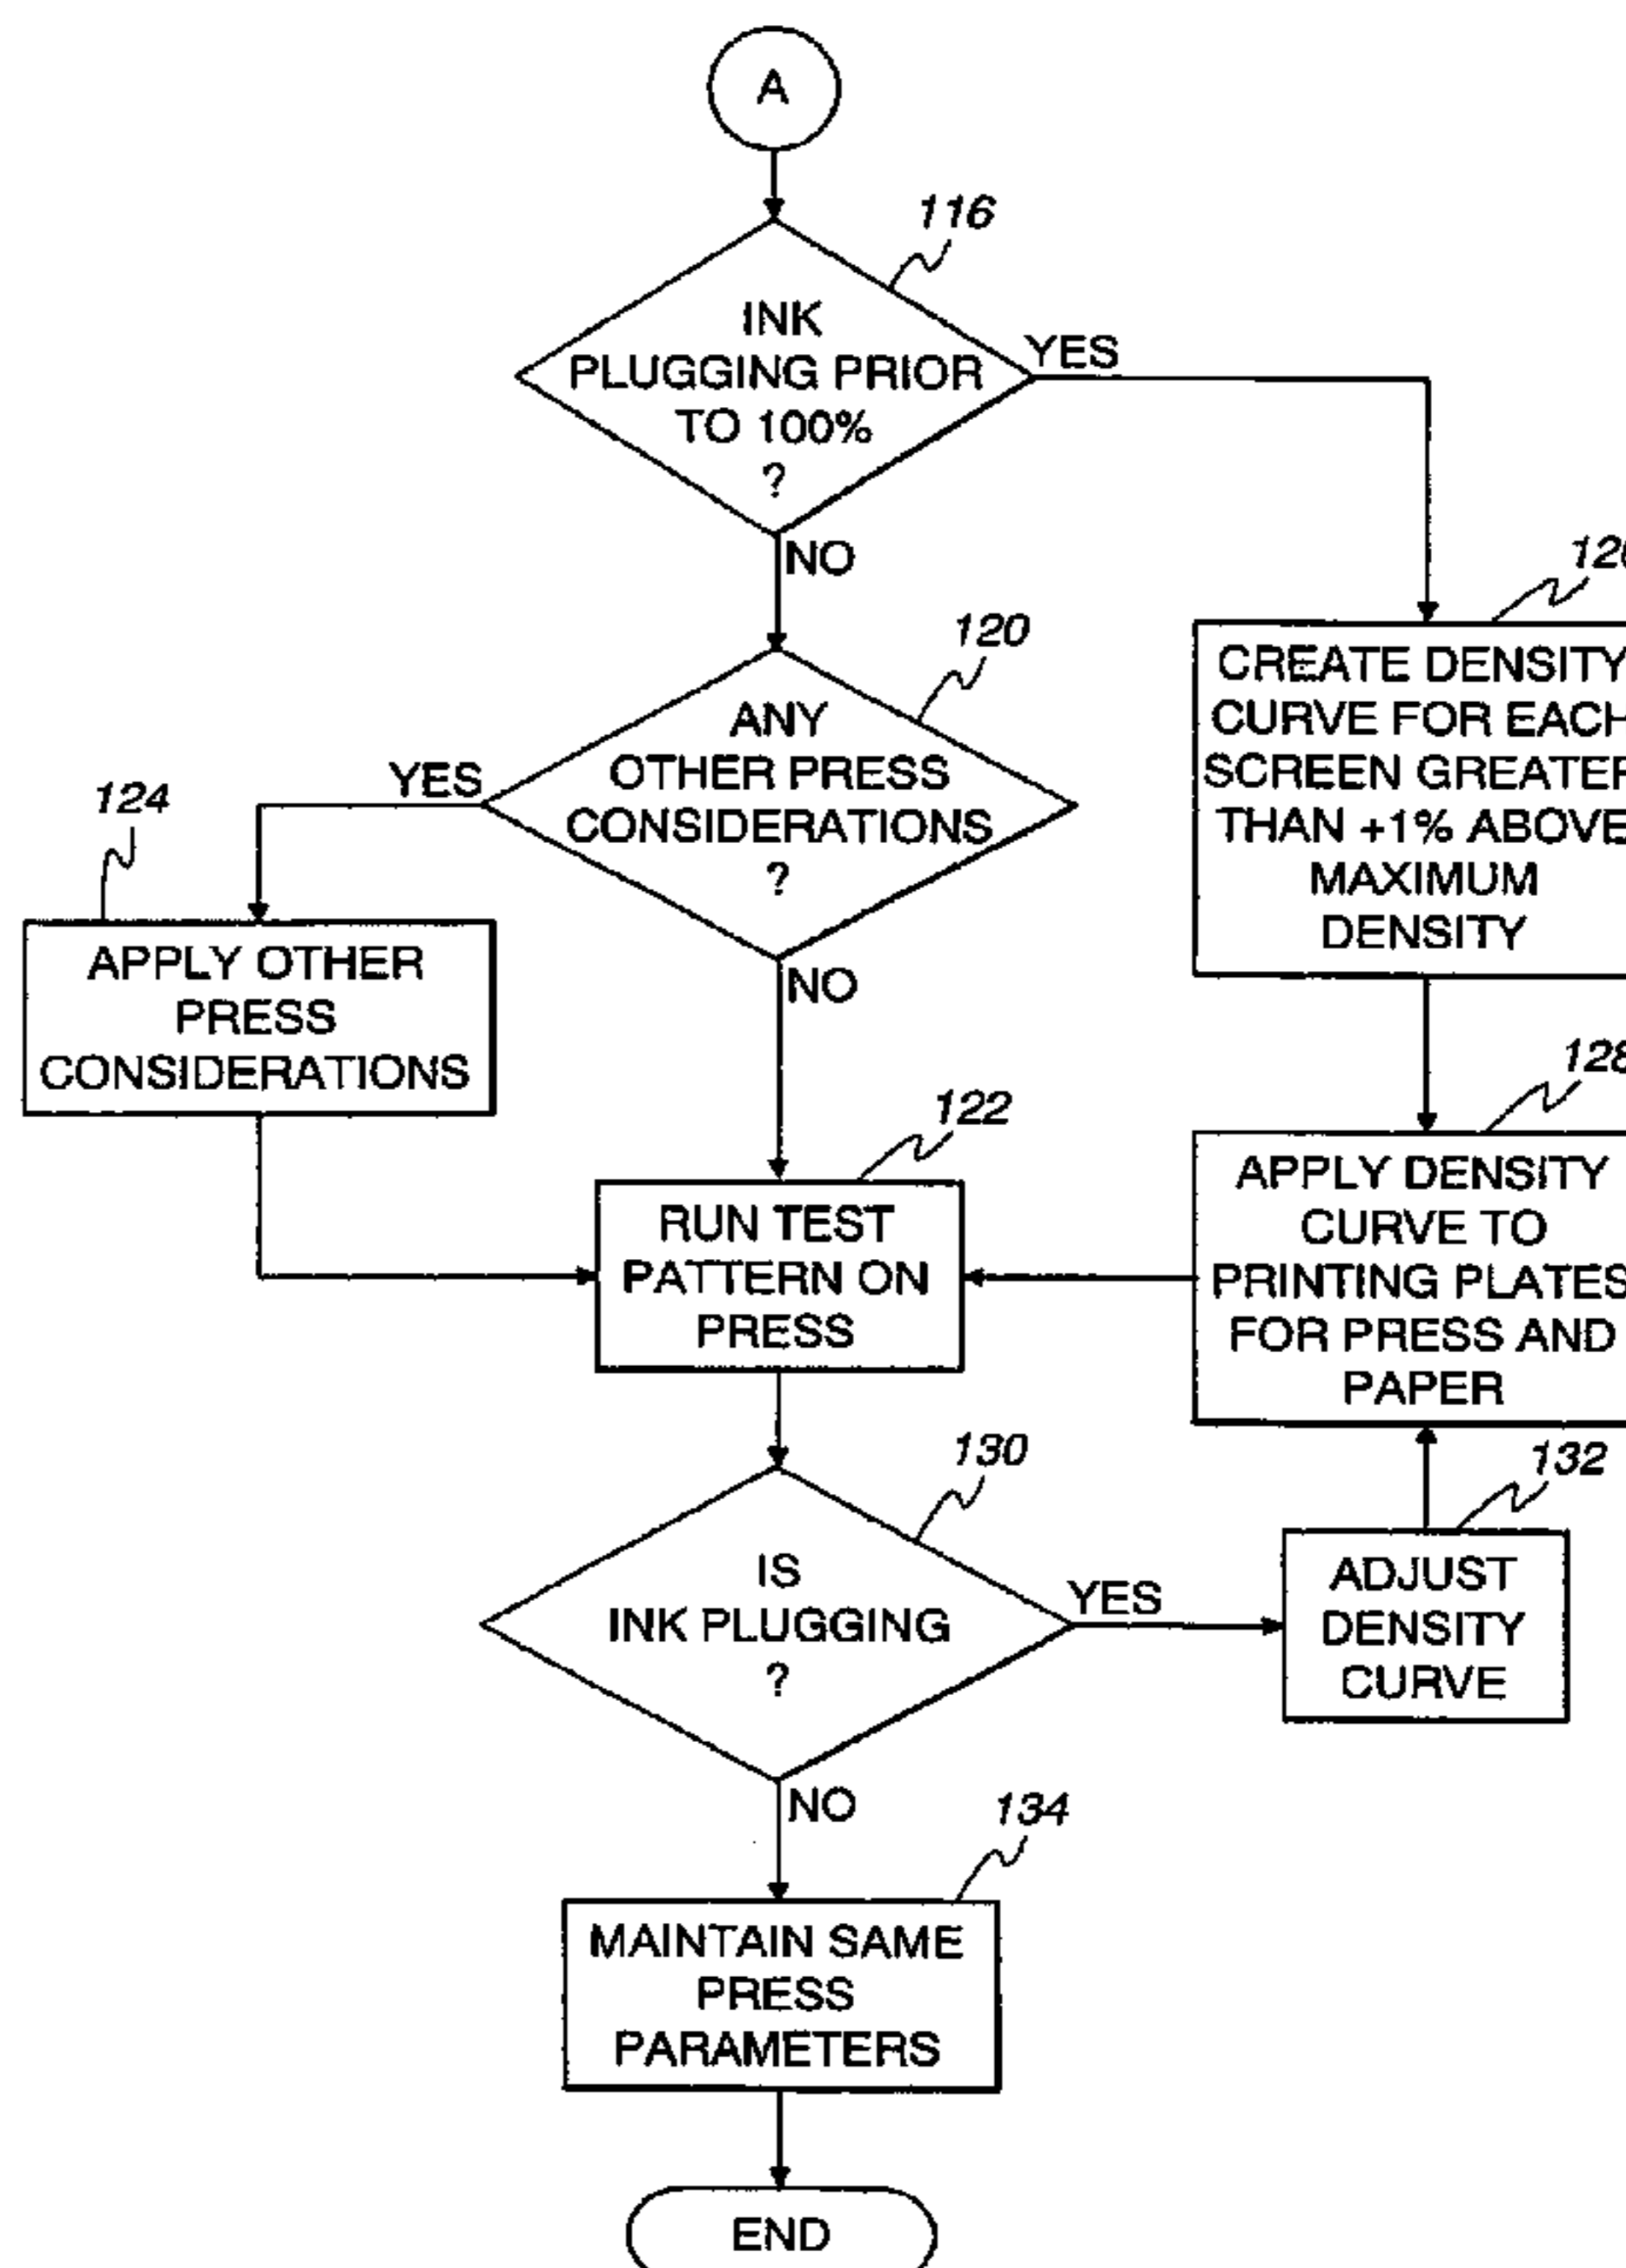 A
116
INK
PLUGGING PRIOR
TO 100%
?
YES
NO
120
ANY
OTHER PRESS
CONSIDERATIONS
?
YES
NO
124
APPLY OTHER
PRESS
CONSIDERATIONS
CREATE DENSITY
CURVE FOR EACH
SCREEN GREATER
THAN +1% ABOVE
MAXIMUM
DENSITY
128
APPLY DENSITY
CURVE TO
PRINTING PLATES
FOR PRESS AND
PAPER
122
RUN TEST
PATTERN ON
PRESS
130
IS
INK PLUGGING
?
YES
NO
132
ADJUST
DENSITY
CURVE
134
MAINTAIN SAME
PRESS
PARAMETERS
END